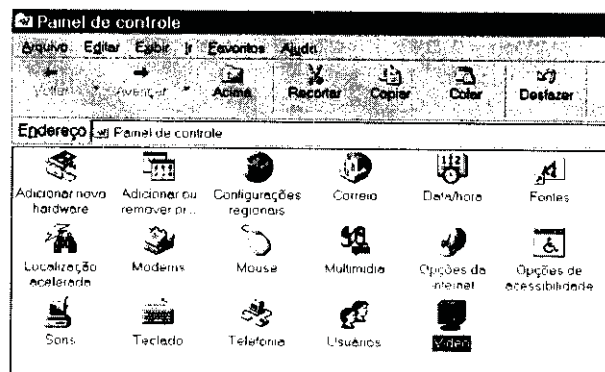 Painel de controle
Arquivo Editar Exibir Ir Favoritos Ajuda
Voltar Avançar Acima Recortar Copiar Colar Desfazer
Endereço Painel de controle
Adicionar novo hardware
Adicionar ou remover pr...
Configurações regionais
Correio
Data/hora
Fontes
Localização acelerada
Modems
Mouse
Multimídia
Opções da Internet
Opções de acessibilidade
Sons
Teclado
Telefonia
Usuários
Vídeo